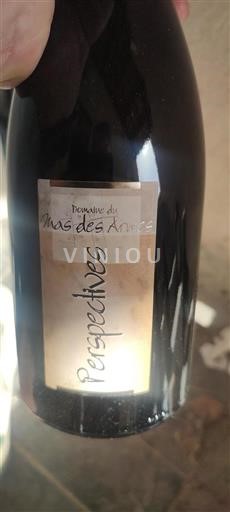 Domaine du
Mas des Armes
VINIOU
Perspectives